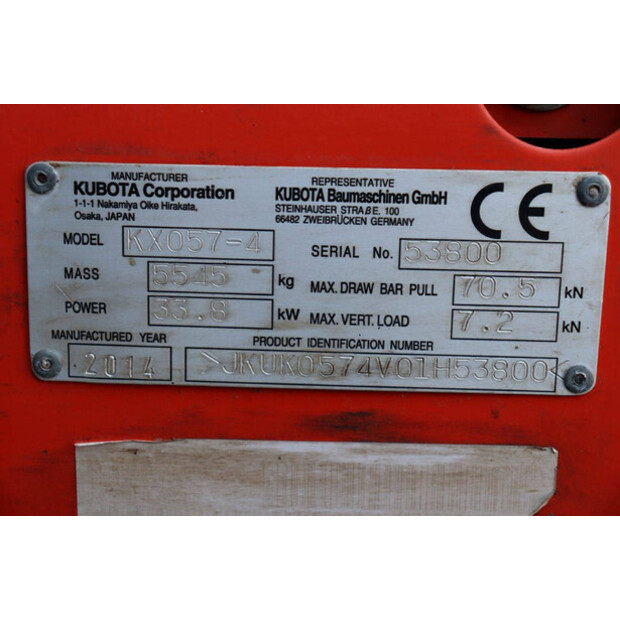 MANUFACTURER
KUBOTA Corporation
1-1-1 Nakamiya Oike Hirakata,
Osaka, JAPAN
REPRESENTATIVE
KUBOTA Baumaschinen GmbH
STEINHAUSER STRAßE, 100
66482 ZWEIBRÜCKEN GERMANY
CE
MODEL KX057-4
SERIAL No. 53800
MASS 5545 kg
MAX. DRAW BAR PULL 70.5 kN
POWER 33.8 kW
MAX. VERT. LOAD 7.2 kN
MANUFACTURED YEAR
2014
PRODUCT IDENTIFICATION NUMBER
>JKUK0574V01H53800<